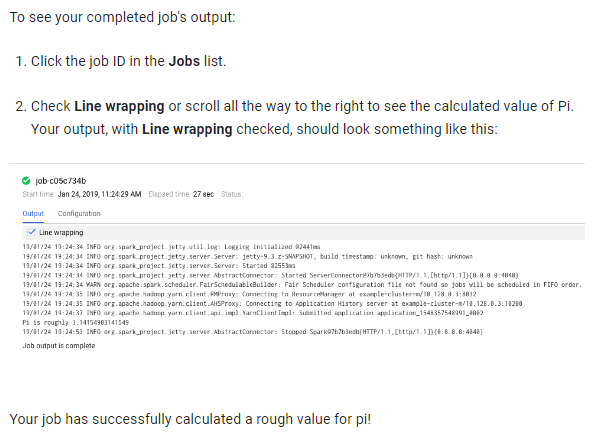 To see your completed job's output:
1. Click the job ID in the Jobs list.
2. Check Line wrapping or scroll all the way to the right to see the calculated value of Pi.
Your output, with Line wrapping checked, should look something like this:
job-c05c734b
Start time: Jan 24, 2019, 11:24:29 AM Elapsed time: 27 sec Status:
Output Configuration
Line wrapping
19/01/24 19:24:34 INFO org.spark_project.jetty.util.log: Logging initialized @2441ms
19/01/24 19:24:34 INFO org.spark_project.jetty.server.Server: jetty-9.3.z-SNAPSHOT, build timestamp: unknown, git hash: unknown
19/01/24 19:24:34 INFO org.spark_project.jetty.server.Server: Started @2553ms
19/01/24 19:24:34 INFO org.spark_project.jetty.server.AbstractConnector: Started ServerConnector@7b7b3edb{HTTP/1.1,[http/1.1]}{0.0.0.0:4040}
19/01/24 19:24:34 WARN org.apache.spark.scheduler.FairSchedulableBuilder: Fair Scheduler configuration file not found so jobs will be scheduled in FIFO order.
19/01/24 19:24:35 INFO org.apache.hadoop.yarn.client.RMProxy: Connecting to ResourceManager at example-cluster-m/10.128.0.3:8032
19/01/24 19:24:35 INFO org.apache.hadoop.yarn.client.AHSProxy: Connecting to Application History server at example-cluster-m/10.128.0.3:10200
19/01/24 19:24:37 INFO org.apache.hadoop.yarn.client.api.impl.YarnClientImpl: Submitted application application_1548357548991_0002
Pi is roughly 3.14154903141549
19/01/24 19:24:53 INFO org.spark_project.jetty.server.AbstractConnector: Stopped Spark@7b7b3edb{HTTP/1.1,[http/1.1]}{0.0.0.0:4040}
Job output is complete
Your job has successfully calculated a rough value for pi!